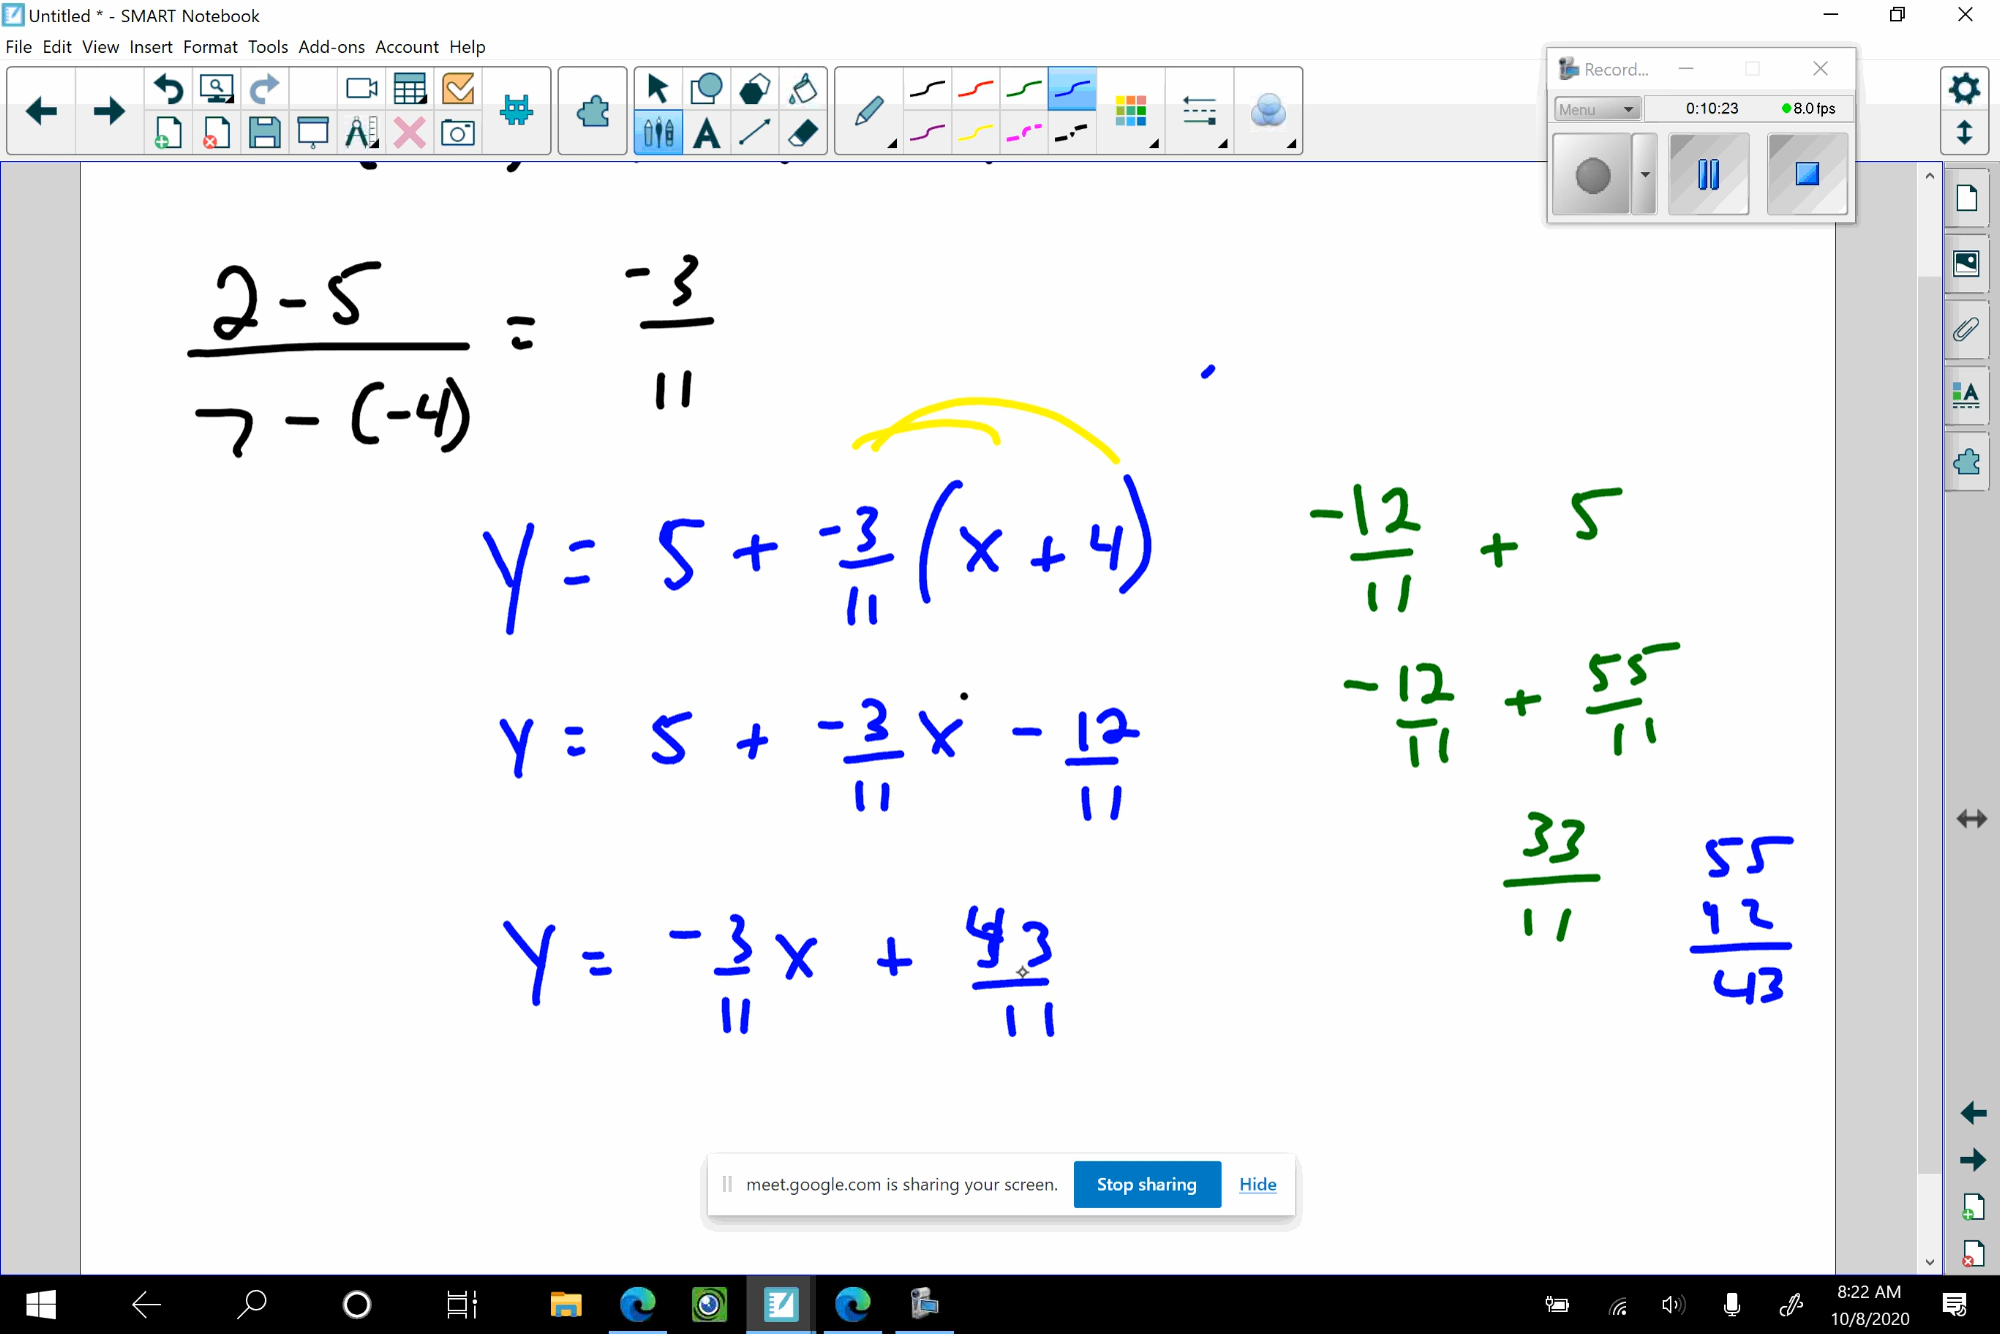 Untitled * - SMART Notebook
File Edit View Insert Format Tools Add-ons Account Help
Record...
Menu 0:10:23 8.0 fps
2 - 5 = -3
7 - (-4) 11
y = 5 + -3/11 (x + 4)
y = 5 + -3/11 x - 12/11
y = -3/11 x + 43/11
-12/11 + 5
-12/11 + 55/11
33/11
55
12
43
meet.google.com is sharing your screen. Stop sharing Hide
8:22 AM
10/8/2020